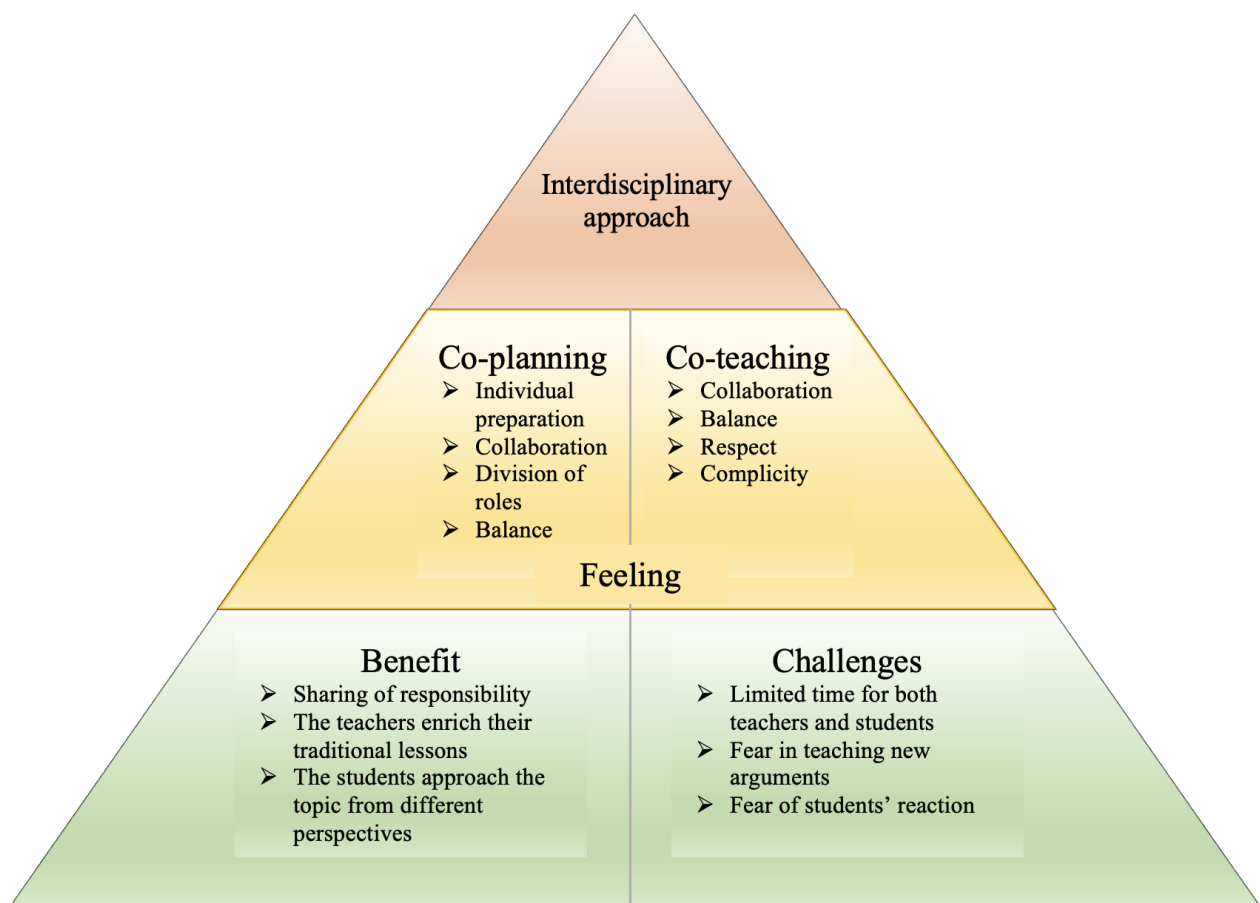 Interdisciplinary
approach
Co-planning
➢ Individual
preparation
➢ Collaboration
➢ Division of
roles
➢ Balance
Co-teaching
➢ Collaboration
➢ Balance
➢ Respect
➢ Complicity
Feeling
Benefit
➢ Sharing of responsibility
➢ The teachers enrich their
traditional lessons
➢ The students approach the
topic from different
perspectives
Challenges
➢ Limited time for both
teachers and students
➢ Fear in teaching new
arguments
➢ Fear of students’ reaction